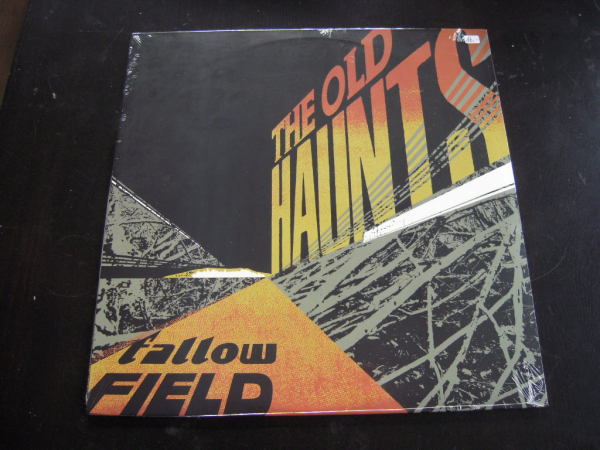 THE OLD
HAUNTS
fallow
FIELD